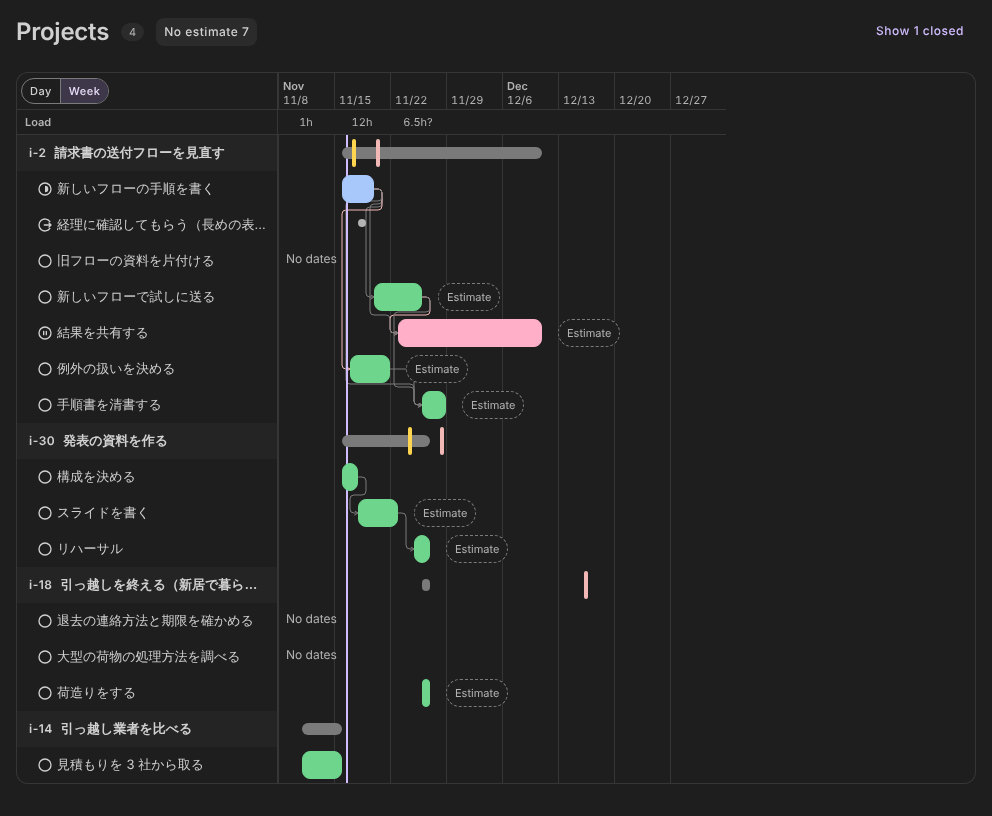 Projects 4 No estimate 7 Show 1 closed
Day Week
Nov Dec
11/8 11/15 11/22 11/29 12/6 12/13 12/20 12/27
Load 1h 12h 6.5h?
i-2 請求書の送付フローを見直す
新しいフローの手順を書く
経理に確認してもらう（長めの表...
旧フローの資料を片付ける No dates
新しいフローで試しに送る Estimate
結果を共有する Estimate
例外の扱いを決める Estimate
手順書を清書する Estimate
i-30 発表の資料を作る
構成を決める
スライドを書く Estimate
リハーサル Estimate
i-18 引っ越しを終える（新居で暮ら...
退去の連絡方法と期限を確かめる No dates
大型の荷物の処理方法を調べる No dates
荷造りをする Estimate
i-14 引っ越し業者を比べる
見積もりを 3 社から取る